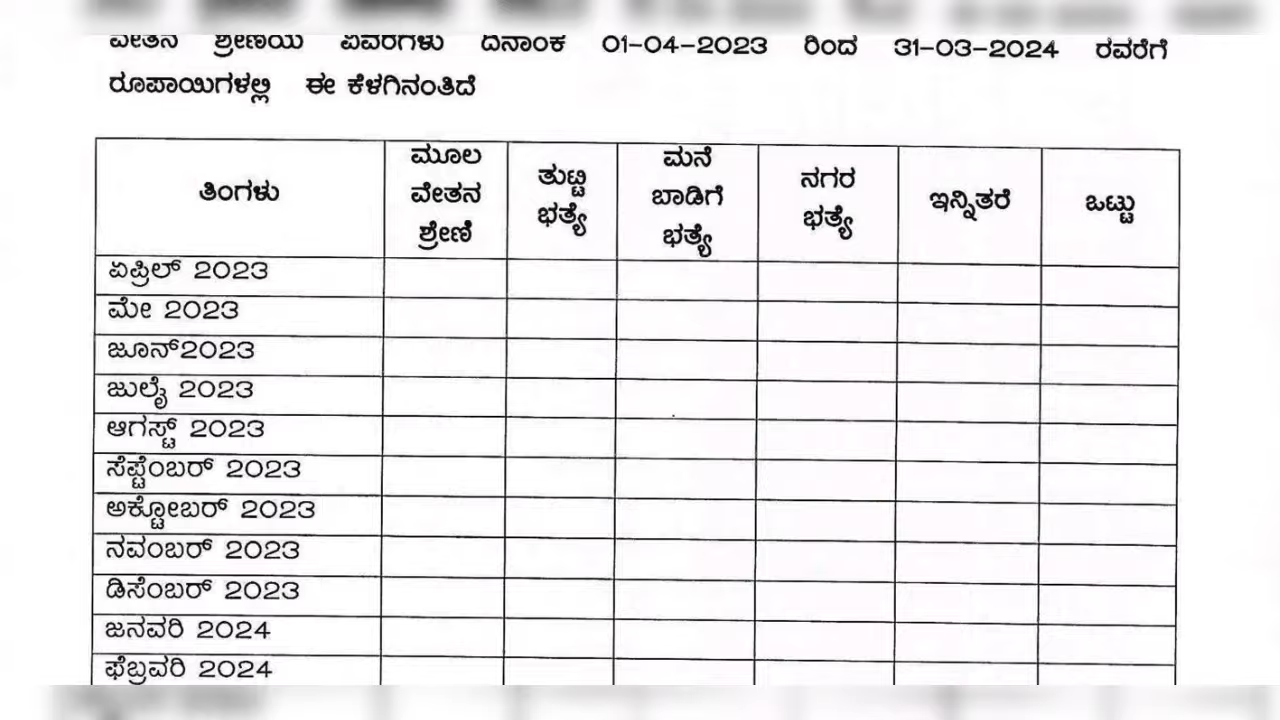 ವೇತನ ಶ್ರೇಣಿಯ ವಿವರಗಳು ದಿನಾಂಕ 01-04-2023 ರಿಂದ 31-03-2024 ರವರೆಗೆ
ರೂಪಾಯಿಗಳಲ್ಲಿ ಈ ಕೆಳಗಿನಂತಿದೆ
ತಿಂಗಳು ಮೂಲ ವೇತನ ಶ್ರೇಣಿ ತುಟ್ಟಿ ಭತ್ಯೆ ಮನೆ ಬಾಡಿಗೆ ಭತ್ಯೆ ನಗರ ಭತ್ಯೆ ಇನ್ನಿತರೆ ಒಟ್ಟು
ಏಪ್ರಿಲ್ 2023
ಮೇ 2023
ಜೂನ್2023
ಜುಲೈ 2023
ಆಗಸ್ಟ್ 2023
ಸೆಪ್ಟೆಂಬರ್ 2023
ಅಕ್ಟೋಬರ್ 2023
ನವಂಬರ್ 2023
ಡಿಸೆಂಬರ್ 2023
ಜನವರಿ 2024
ಫೆಬ್ರವರಿ 2024